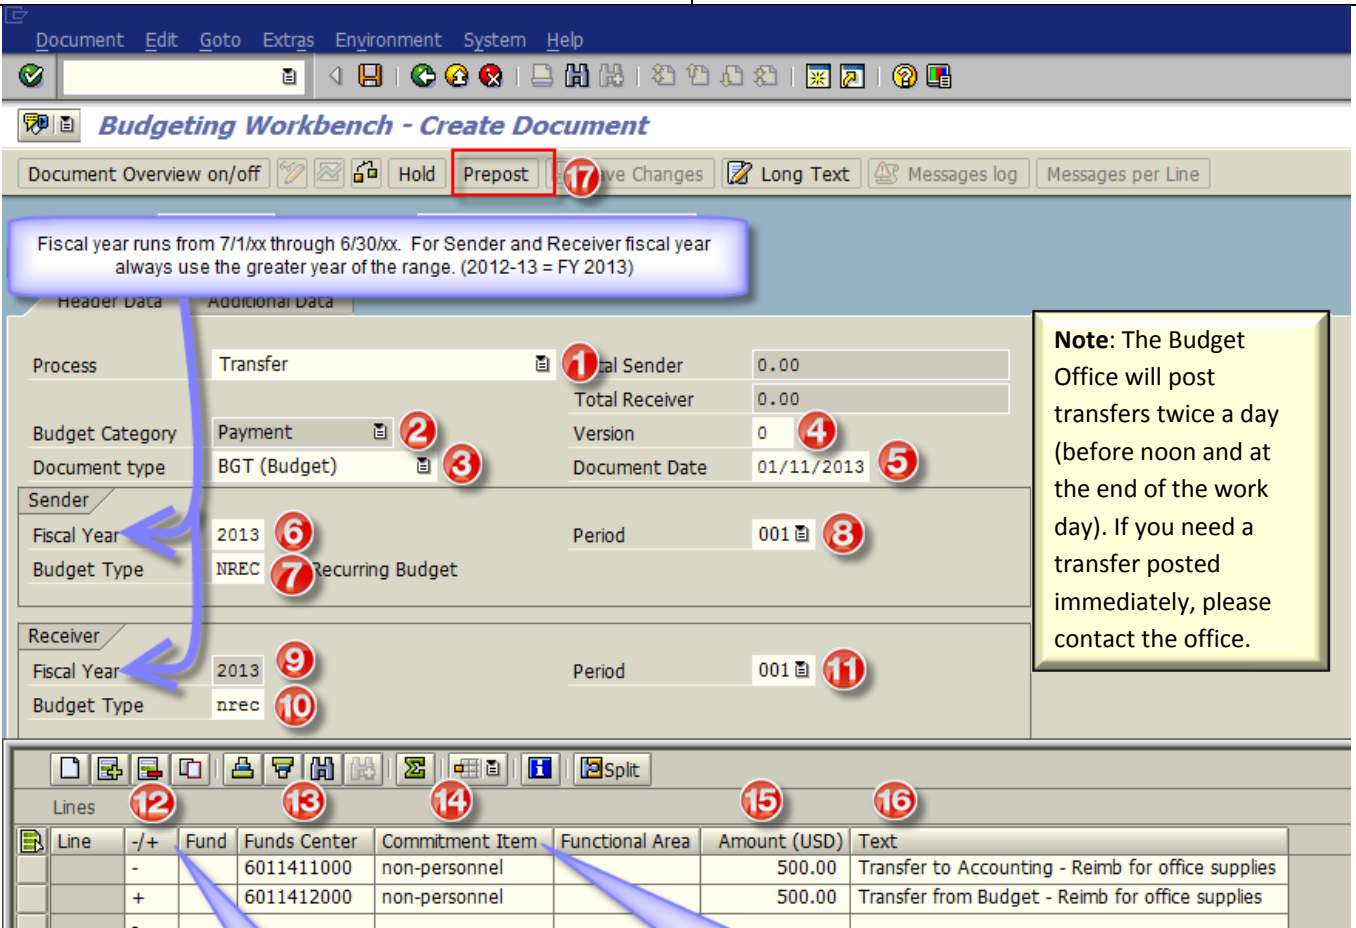 Document Edit Goto Extras Environment System Help
Budgeting Workbench - Create Document
Document Overview on/off Hold Prepost 17 ave Changes Long Text Messages log Messages per Line
Fiscal year runs from 7/1/xx through 6/30/xx. For Sender and Receiver fiscal year
always use the greater year of the range. (2012-13 = FY 2013)
Header Data Additional Data
Process Transfer 1 tal Sender 0.00
Total Receiver 0.00
Budget Category Payment 2 Version 0 4
Document type BGT (Budget) 3 Document Date 01/11/2013 5
Sender
Fiscal Year 2013 6 Period 001 8
Budget Type NREC 7 Recurring Budget
Receiver
Fiscal Year 2013 9 Period 001 11
Budget Type nrec 10
Note: The Budget
Office will post
transfers twice a day
(before noon and at
the end of the work
day). If you need a
transfer posted
immediately, please
contact the office.
Split
Lines 12 13 14 15 16
Line -/+ Fund Funds Center Commitment Item Functional Area Amount (USD) Text
- 6011411000 non-personnel 500.00 Transfer to Accounting - Reimb for office supplies
+ 6011412000 non-personnel 500.00 Transfer from Budget - Reimb for office supplies
-